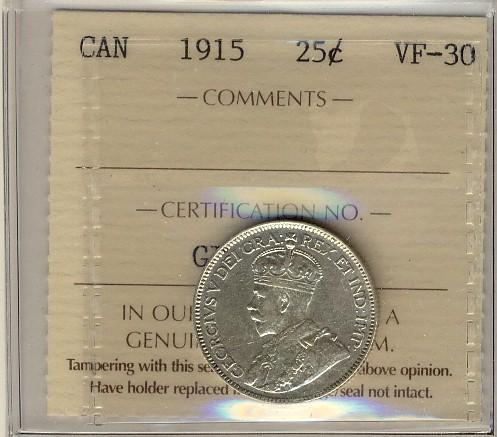 CAN 1915 25¢ VF-30
— COMMENTS —
— CERTIFICATION NO. —
IN OU A
GENUI M.
Tampering with this se above opinion.
Have holder replaced /seal not intact.
GEORGIVS V DEI GRA: REX ET IND: IMP: